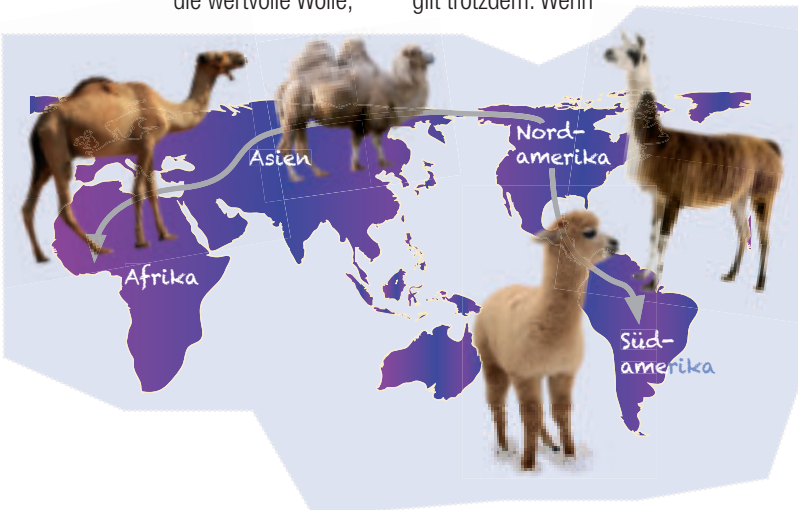 die wertvolle Wolle,
gilt trotzdem. Wenn
Asien
Nord-
amerika
Afrika
Süd-
amerika